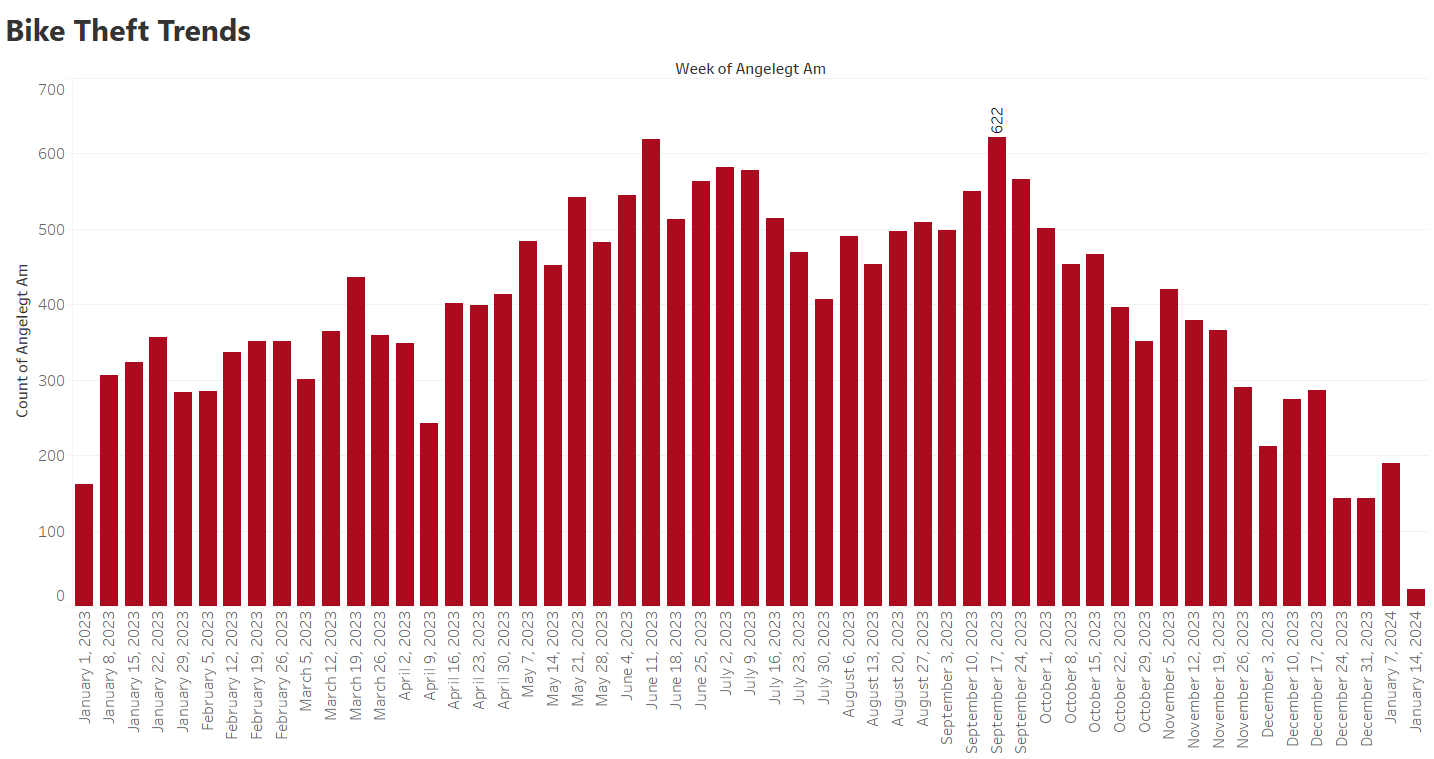 Bike Theft Trends
Week of Angelegt Am
700
600
500
400
300
200
100
0
Count of Angelegt Am
622
January 1, 2023
January 8, 2023
January 15, 2023
January 22, 2023
January 29, 2023
February 5, 2023
February 12, 2023
February 19, 2023
February 26, 2023
March 5, 2023
March 12, 2023
March 19, 2023
March 26, 2023
April 2, 2023
April 9, 2023
April 16, 2023
April 23, 2023
April 30, 2023
May 7, 2023
May 14, 2023
May 21, 2023
May 28, 2023
June 4, 2023
June 11, 2023
June 18, 2023
June 25, 2023
July 2, 2023
July 9, 2023
July 16, 2023
July 23, 2023
July 30, 2023
August 6, 2023
August 13, 2023
August 20, 2023
August 27, 2023
September 3, 2023
September 10, 2023
September 17, 2023
September 24, 2023
October 1, 2023
October 8, 2023
October 15, 2023
October 22, 2023
October 29, 2023
November 5, 2023
November 12, 2023
November 19, 2023
November 26, 2023
December 3, 2023
December 10, 2023
December 17, 2023
December 24, 2023
December 31, 2023
January 7, 2024
January 14, 2024